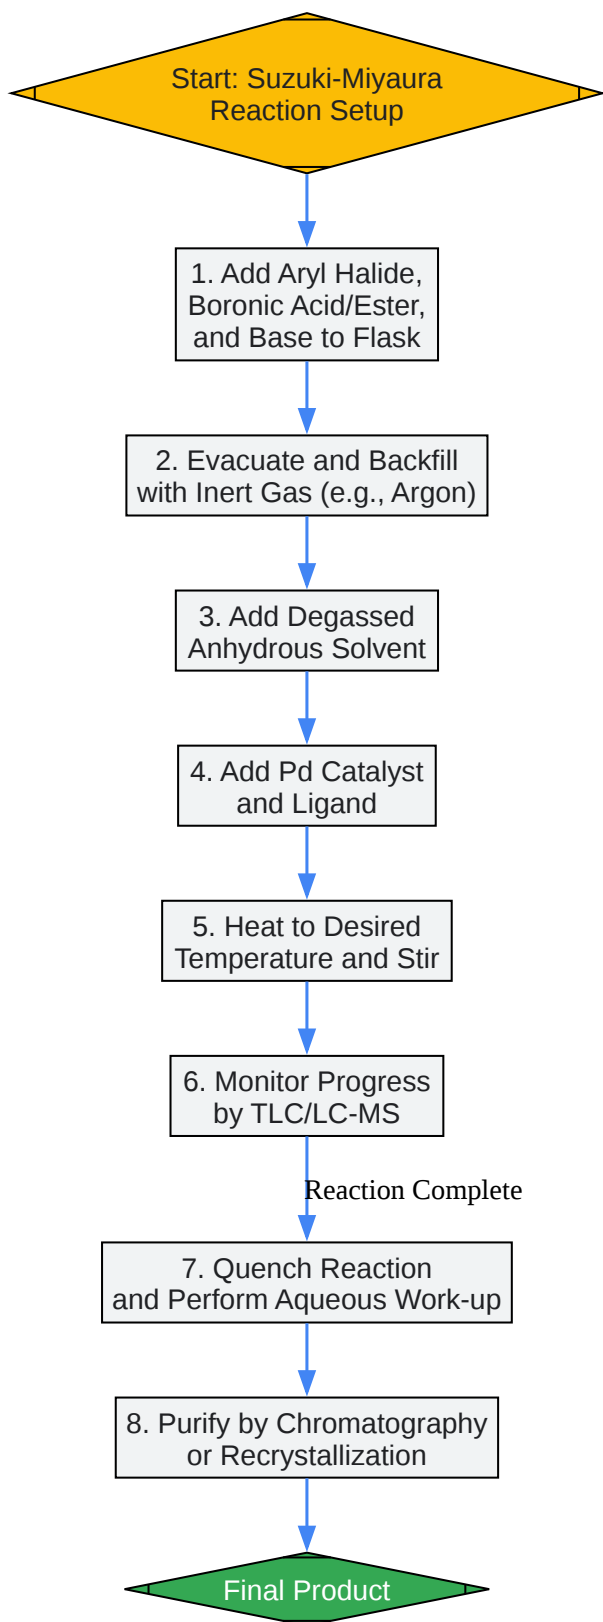 Start: Suzuki-Miyaura
Reaction Setup
1. Add Aryl Halide,
Boronic Acid/Ester,
and Base to Flask
2. Evacuate and Backfill
with Inert Gas (e.g., Argon)
3. Add Degassed
Anhydrous Solvent
4. Add Pd Catalyst
and Ligand
5. Heat to Desired
Temperature and Stir
6. Monitor Progress
by TLC/LC-MS
Reaction Complete
7. Quench Reaction
and Perform Aqueous Work-up
8. Purify by Chromatography
or Recrystallization
Final Product